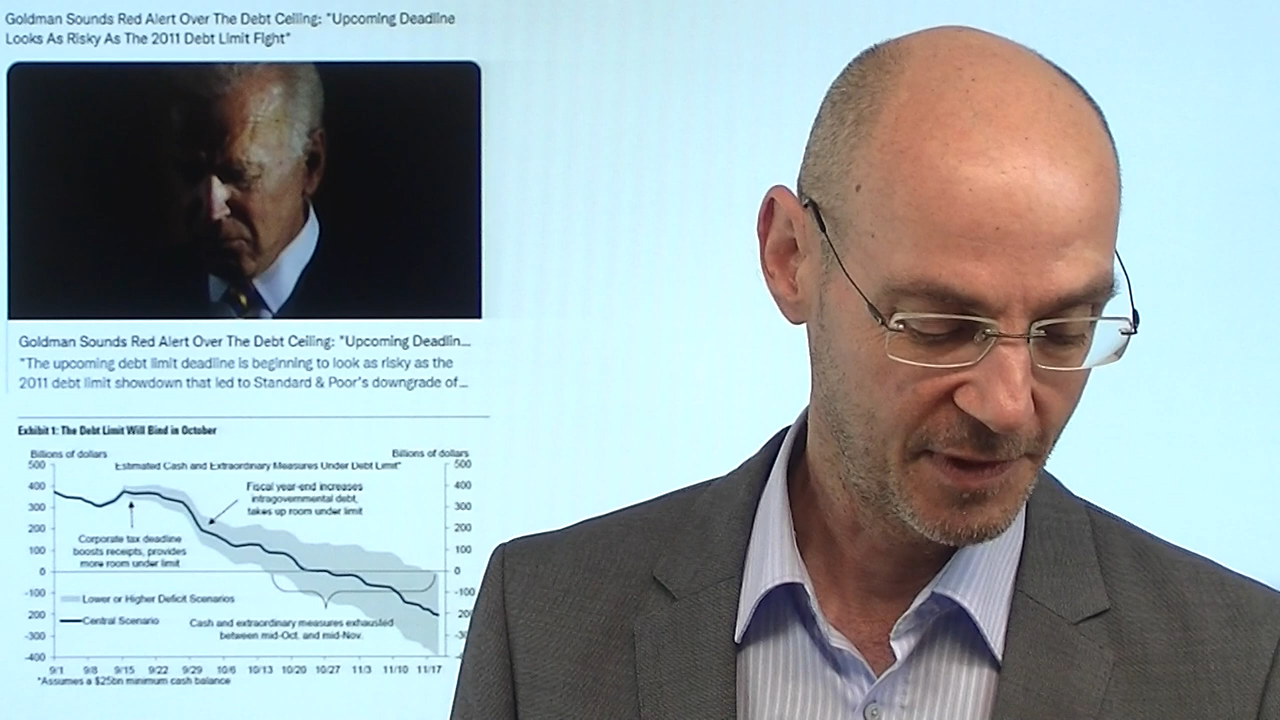 Goldman Sounds Red Alert Over The Debt Ceiling: "Upcoming Deadline
Looks As Risky As The 2011 Debt Limit Fight"
Goldman Sounds Red Alert Over The Debt Ceiling: "Upcoming Deadlin...
"The upcoming debt limit deadline is beginning to look as risky as the
2011 debt limit showdown that led to Standard & Poor's downgrade of...
Exhibit 1: The Debt Limit Will Bind in October
Billions of dollars
Billions of dollars
Estimated Cash and Extraordinary Measures Under Debt Limit*
500
400
300
200
100
0
-100
-200
-300
-400
500
400
300
200
100
0
-100
-200
-30
Fiscal year-end increases
intragovernmental debt,
takes up room under limit
Corporate tax deadline
boosts receipts, provides
more room under limit
Lower or Higher Deficit Scenarios
Central Scenario
Cash and extraordinary measures exhausted
between mid-Oct. and mid-Nov.
9/1 9/8 9/15 9/22 9/29 10/6 10/13 10/20 10/27 11/3 11/10 11/17
*Assumes a $25bn minimum cash balance